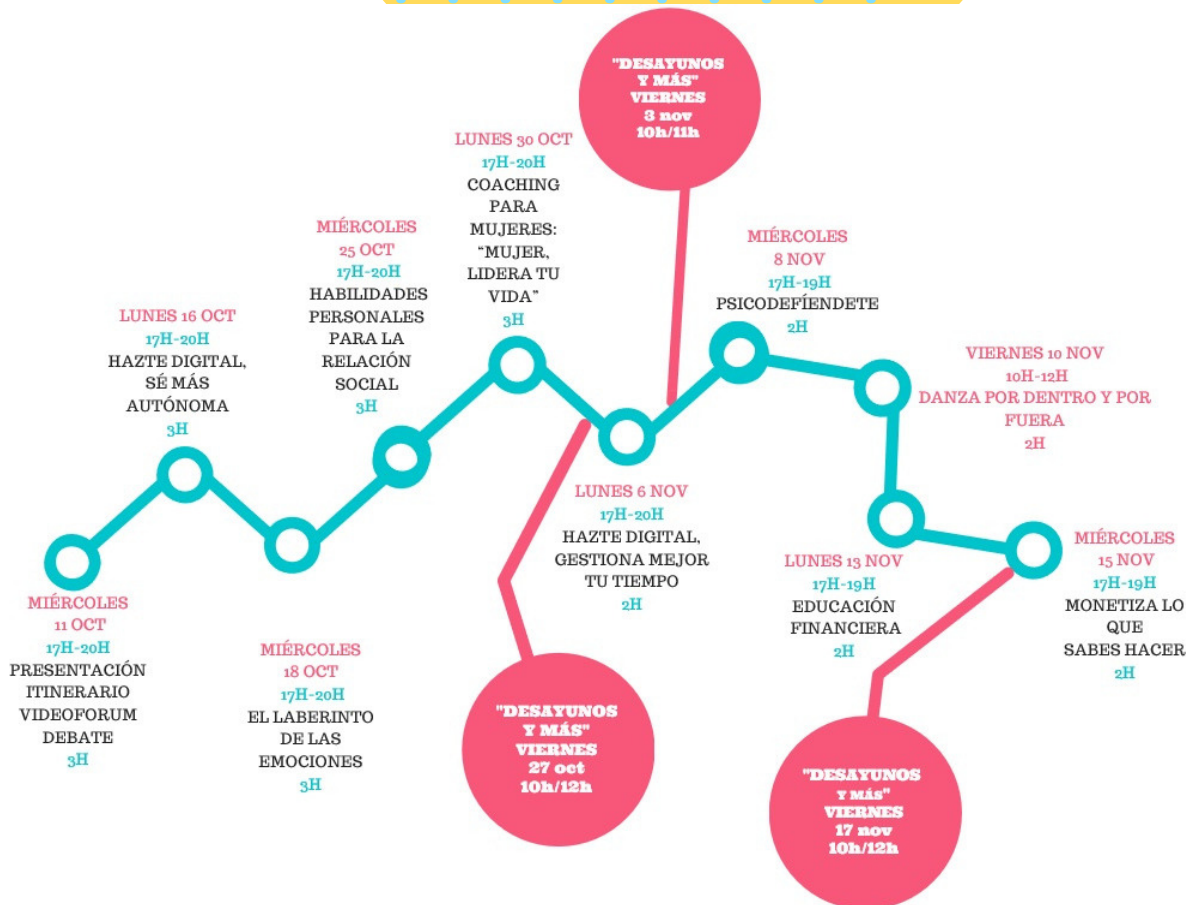 MIÉRCOLES
11 OCT
17H-20H
PRESENTACIÓN
ITINERARIO
VIDEOFORUM
DEBATE
3H
LUNES 16 OCT
17H-20H
HAZTE DIGITAL,
SÉ MÁS
AUTÓNOMA
3H
MIÉRCOLES
18 OCT
17H-20H
EL LABERINTO
DE LAS
EMOCIONES
3H
MIÉRCOLES
25 OCT
17H-20H
HABILIDADES
PERSONALES
PARA LA
RELACIÓN
SOCIAL
3H
"DESAYUNOS
Y MÁS"
VIERNES
27 oct
10h/12h
LUNES 30 OCT
17H-20H
COACHING
PARA
MUJERES:
“MUJER,
LIDERA TU
VIDA”
3H
"DESAYUNOS
Y MÁS"
VIERNES
3 nov
10h/11h
LUNES 6 NOV
17H-20H
HAZTE DIGITAL,
GESTIONA MEJOR
TU TIEMPO
2H
MIÉRCOLES
8 NOV
17H-19H
PSICODEFÍENDETE
2H
VIERNES 10 NOV
10H-12H
DANZA POR DENTRO Y POR
FUERA
2H
LUNES 13 NOV
17H-19H
EDUCACIÓN
FINANCIERA
2H
MIÉRCOLES
15 NOV
17H-19H
MONETIZA LO
QUE
SABES HACER
2H
"DESAYUNOS
Y MÁS"
VIERNES
17 nov
10h/12h